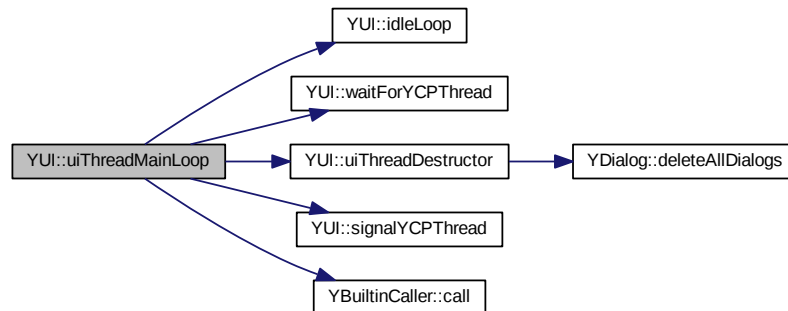 YUI::idleLoop
YUI::waitForYCPThread
YUI::uiThreadMainLoop
YUI::uiThreadDestructor
YDialog::deleteAllDialogs
YUI::signalYCPThread
YBuiltinCaller::call